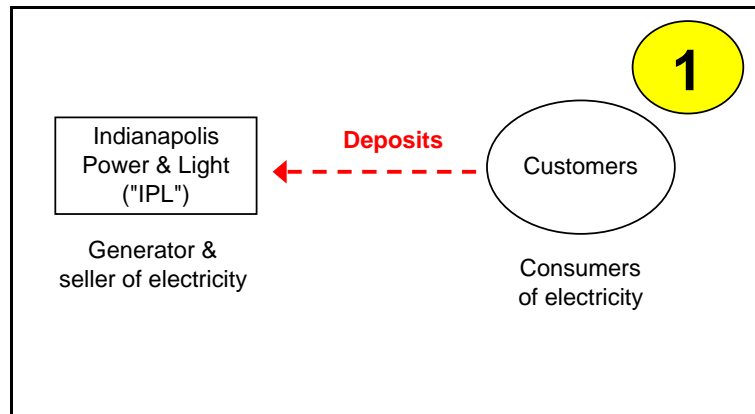 1
Indianapolis
Power & Light
("IPL")
Deposits
Customers
Generator &
seller of electricity
Consumers
of electricity